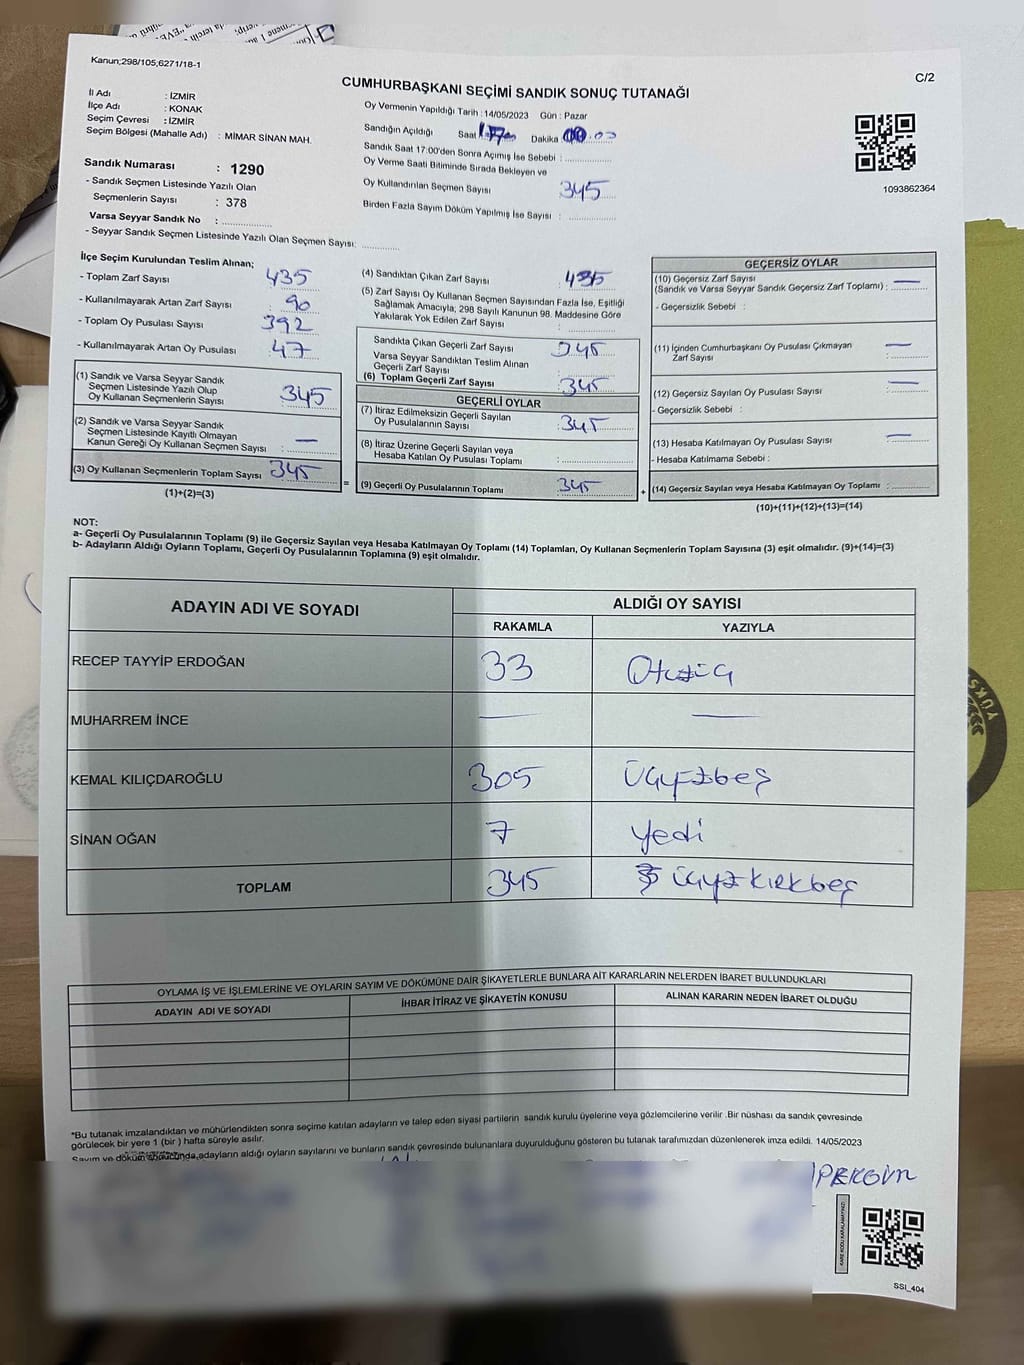 Kanun;298/105;6271/18-1
C/2
CUMHURBAŞKANI SEÇİMİ SANDIK SONUÇ TUTANAĞI
İl Adı : İZMİR
İlçe Adı : KONAK
Seçim Çevresi : İZMİR
Seçim Bölgesi (Mahalle Adı) : MİMAR SİNAN MAH.
Sandık Numarası : 1290
- Sandık Seçmen Listesinde Yazılı Olan
Seçmenlerin Sayısı : 378
Varsa Seyyar Sandık No :
- Seyyar Sandık Seçmen Listesinde Yazılı Olan Seçmen Sayısı:
Oy Vermenin Yapıldığı Tarih : 14/05/2023 Gün : Pazar
Sandığın Açıldığı Saat Dakika
Sandık Saat 17:00'den Sonra Açımış İse Sebebi :
Oy Verme Saati Bitiminde Sırada Bekleyen ve
Oy Kullandırılan Seçmen Sayısı 345
Birden Fazla Sayım Döküm Yapılmış İse Sayısı :
1093862364
İlçe Seçim Kurulundan Teslim Alınan;
- Toplam Zarf Sayısı 435
- Kullanılmayarak Artan Zarf Sayısı : 90
- Toplam Oy Pusulası Sayısı : 392
- Kullanılmayarak Artan Oy Pusulası : 47
(1) Sandık ve Varsa Seyyar Sandık
Seçmen Listesinde Yazılı Olup
Oy Kullanan Seçmenlerin Sayısı : 345
(2) Sandık ve Varsa Seyyar Sandık
Seçmen Listesinde Kayıtlı Olmayan
Kanun Gereği Oy Kullanan Seçmen Sayısı : —
(3) Oy Kullanan Seçmenlerin Toplam Sayısı : 345
(1)+(2)=(3)
=
(4) Sandıktan Çıkan Zarf Sayısı : 435
(5) Zarf Sayısı Oy Kullanan Seçmen Sayısından Fazla İse, Eşitliği
Sağlamak Amacıyla; 298 Sayılı Kanunun 98. Maddesine Göre
Yakılarak Yok Edilen Zarf Sayısı :
Sandıkta Çıkan Geçerli Zarf Sayısı : 345
Varsa Seyyar Sandıktan Teslim Alınan
Geçerli Zarf Sayısı :
(6) Toplam Geçerli Zarf Sayısı : 345
GEÇERLİ OYLAR
(7) İtiraz Edilmeksizin Geçerli Sayılan
Oy Pusulalarının Sayısı : 345
(8) İtiraz Üzerine Geçerli Sayılan veya
Hesaba Katılan Oy Pusulası Toplamı :
(9) Geçerli Oy Pusulalarının Toplamı : 345
+
GEÇERSİZ OYLAR
(10) Geçersiz Zarf Sayısı
(Sandık ve Varsa Seyyar Sandık Geçersiz Zarf Toplamı) : —
- Geçersizlik Sebebi :
(11) İçinden Cumhurbaşkanı Oy Pusulası Çıkmayan
Zarf Sayısı : —
(12) Geçersiz Sayılan Oy Pusulası Sayısı : —
- Geçersizlik Sebebi :
(13) Hesaba Katılmayan Oy Pusulası Sayısı : —
- Hesaba Katılmama Sebebi :
(14) Geçersiz Sayılan veya Hesaba Katılmayan Oy Toplamı :
(10)+(11)+(12)+(13)=(14)
NOT:
a- Geçerli Oy Pusulalarının Toplamı (9) ile Geçersiz Sayılan veya Hesaba Katılmayan Oy Toplamı (14) Toplamları, Oy Kullanan Seçmenlerin Toplam Sayısına (3) eşit olmalıdır. (9)+(14)=(3)
b- Adayların Aldığı Oyların Toplamı, Geçerli Oy Pusulalarının Toplamına (9) eşit olmalıdır.
ADAYIN ADI VE SOYADI ALDIĞI OY SAYISI
RAKAMLA YAZIYLA
RECEP TAYYİP ERDOĞAN 33
MUHARREM İNCE — —
KEMAL KILIÇDAROĞLU 305 üçyüzbeş
SİNAN OĞAN 7 yedi
TOPLAM 345 üçyüzkırkbeş
OYLAMA İŞ VE İŞLEMLERİNE VE OYLARIN SAYIM VE DÖKÜMÜNE DAİR ŞİKAYETLERLE BUNLARA AİT KARARLARIN NELERDEN İBARET BULUNDUKLARI
ADAYIN ADI VE SOYADI İHBAR İTİRAZ VE ŞİKAYETİN KONUSU ALINAN KARARIN NEDEN İBARET OLDUĞU
*Bu tutanak imzalandıktan ve mühürlendikten sonra seçime katılan adayların ve talep eden siyasi partilerin sandık kurulu üyelerine veya gözlemcilerine verilir .Bir nüshası da sandık çevresinde
görülecek bir yere 1 (bir ) hafta süreyle asılır.
Sayım ve döküm sonucunda,adayların aldığı oyların sayılarını ve bunların sandık çevresinde bulunanlara duyurulduğunu gösteren bu tutanak tarafımızdan düzenlenerek imza edildi. 14/05/2023
KARE KODU KARALAMAYINIZ!
SSI_404
YÜKS